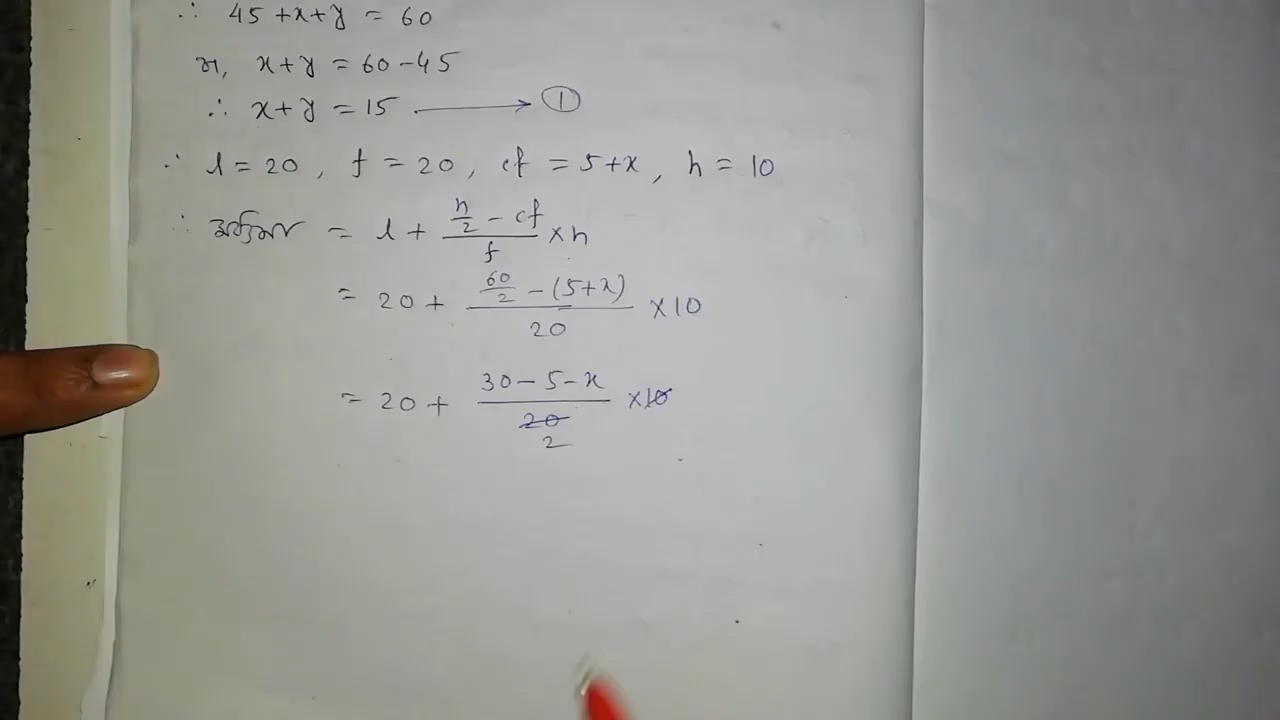 ∴ 45 + x + y = 60
বা, x + y = 60 - 45
∴ x + y = 15 ⟶ ①
∴ l = 20, f = 20, cf = 5 + x, h = 10
∴ মধ্যমা = l + (n/2 - cf)/f × h
= 20 + (60/2 - (5 + x))/20 × 10
= 20 + (30 - 5 - x)/20 × 10
2